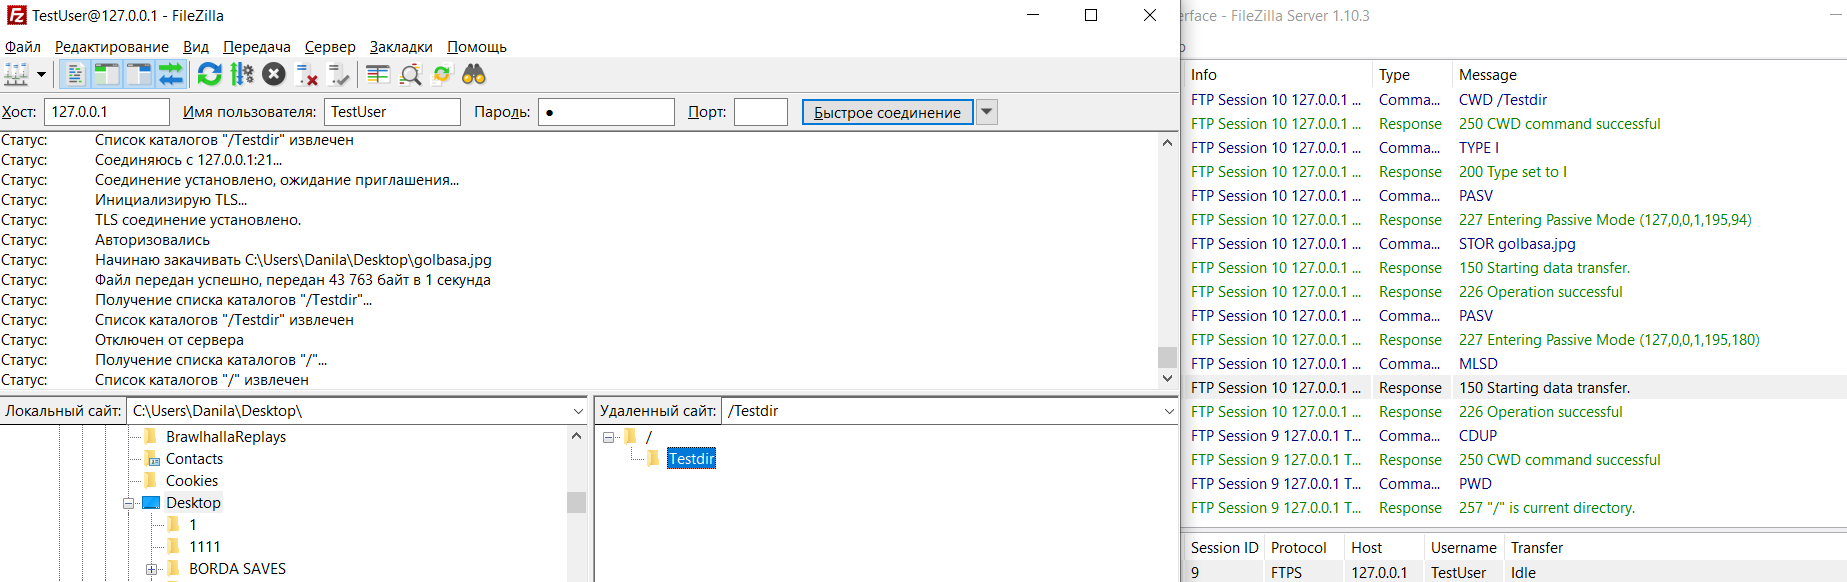 TestUser@127.0.0.1 - FileZilla
Файл Редактирование Вид Передача Сервер Закладки Помощь
Хост: 127.0.0.1 Имя пользователя: TestUser Пароль: ● Порт: Быстрое соединение
Статус: Список каталогов "/Testdir" извлечен
Статус: Соединяюсь с 127.0.0.1:21...
Статус: Соединение установлено, ожидание приглашения...
Статус: Инициализирую TLS...
Статус: TLS соединение установлено.
Статус: Авторизовались
Статус: Начинаю закачивать C:\Users\Danila\Desktop\golbasa.jpg
Статус: Файл передан успешно, передан 43 763 байт в 1 секунда
Статус: Получение списка каталогов "/Testdir"...
Статус: Список каталогов "/Testdir" извлечен
Статус: Отключен от сервера
Статус: Получение списка каталогов "/"...
Статус: Список каталогов "/" извлечен
Локальный сайт: C:\Users\Danila\Desktop\
BrawlhallaReplays
Contacts
Cookies
Desktop
1
1111
BORDA SAVES
Удаленный сайт: /Testdir
/
Testdir
erface - FileZilla Server 1.10.3
Info Type Message
FTP Session 10 127.0.0.1 ... Comma... CWD /Testdir
FTP Session 10 127.0.0.1 ... Response 250 CWD command successful
FTP Session 10 127.0.0.1 ... Comma... TYPE I
FTP Session 10 127.0.0.1 ... Response 200 Type set to I
FTP Session 10 127.0.0.1 ... Comma... PASV
FTP Session 10 127.0.0.1 ... Response 227 Entering Passive Mode (127,0,0,1,195,94)
FTP Session 10 127.0.0.1 ... Comma... STOR golbasa.jpg
FTP Session 10 127.0.0.1 ... Response 150 Starting data transfer.
FTP Session 10 127.0.0.1 ... Response 226 Operation successful
FTP Session 10 127.0.0.1 ... Comma... PASV
FTP Session 10 127.0.0.1 ... Response 227 Entering Passive Mode (127,0,0,1,195,180)
FTP Session 10 127.0.0.1 ... Comma... MLSD
FTP Session 10 127.0.0.1 ... Response 150 Starting data transfer.
FTP Session 10 127.0.0.1 ... Response 226 Operation successful
FTP Session 9 127.0.0.1 T... Comma... CDUP
FTP Session 9 127.0.0.1 T... Response 250 CWD command successful
FTP Session 9 127.0.0.1 T... Comma... PWD
FTP Session 9 127.0.0.1 T... Response 257 "/" is current directory.
Session ID Protocol Host Username Transfer
9 FTPS 127.0.0.1 TestUser Idle